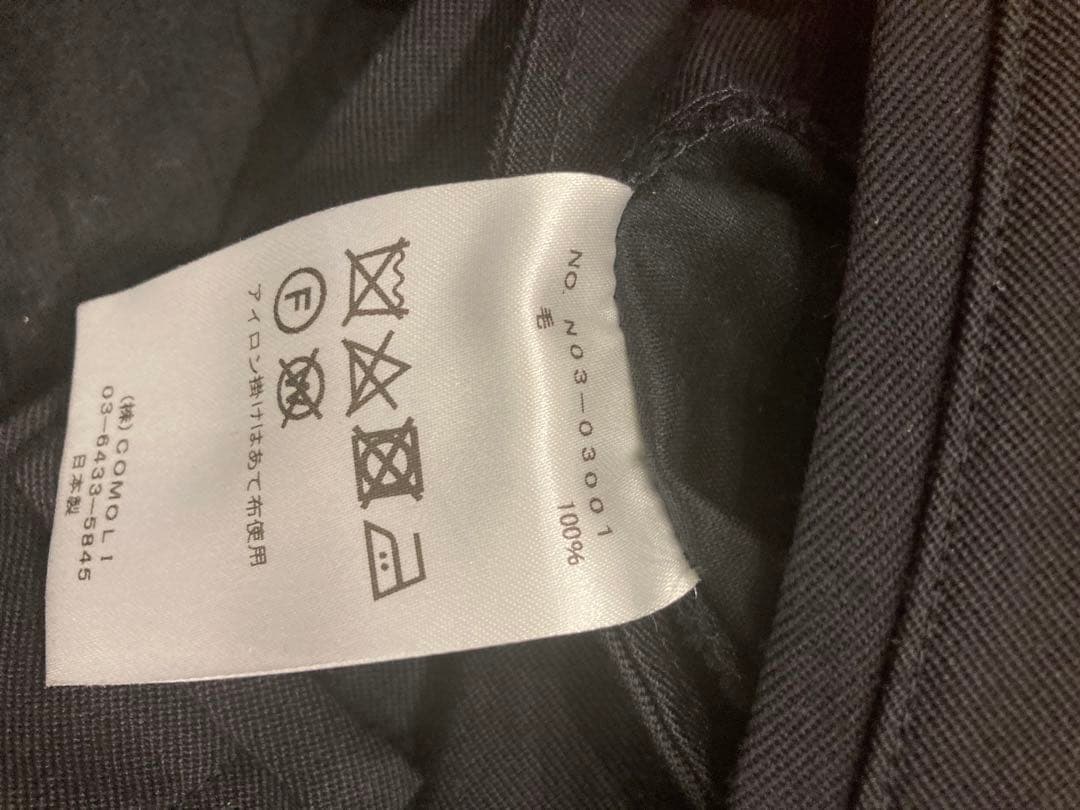 NO. N03-03001
毛 100%
F W
アイロン掛けはあて布使用
(株)COMOLI
03-6433-5845
日本製